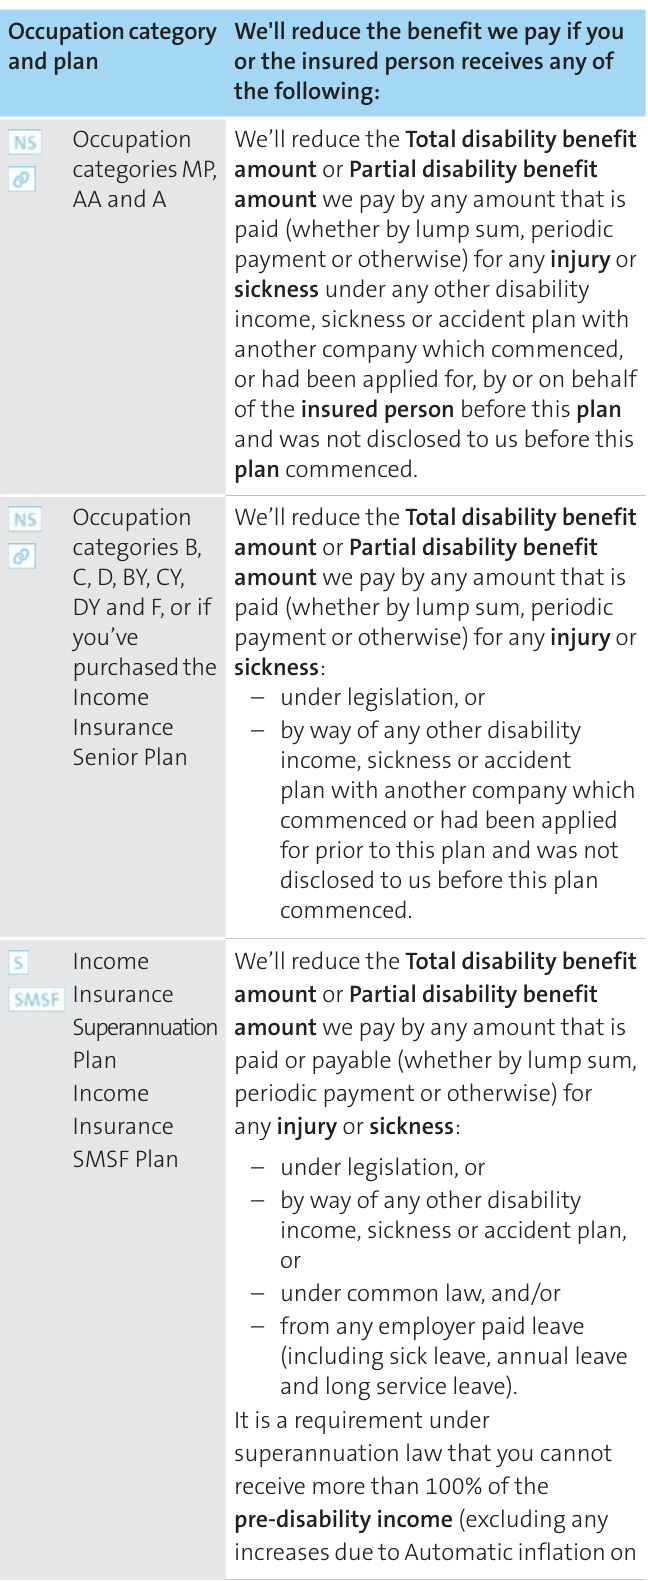 Occupation category and plan
We'll reduce the benefit we pay if you or the insured person receives any of the following:
NS
Occupation
categories MP,
AA and A
We’ll reduce the Total disability benefit
amount or Partial disability benefit
amount we pay by any amount that is
paid (whether by lump sum, periodic
payment or otherwise) for any injury or
sickness under any other disability
income, sickness or accident plan with
another company which commenced,
or had been applied for, by or on behalf
of the insured person before this plan
and was not disclosed to us before this
plan commenced.
NS
Occupation
categories B,
C, D, BY, CY,
DY and F, or if
you’ve
purchased the
Income
Insurance
Senior Plan
We’ll reduce the Total disability benefit
amount or Partial disability benefit
amount we pay by any amount that is
paid (whether by lump sum, periodic
payment or otherwise) for any injury or
sickness:
– under legislation, or
– by way of any other disability
income, sickness or accident
plan with another company which
commenced or had been applied
for prior to this plan and was not
disclosed to us before this plan
commenced.
S
SMSF
Income
Insurance
Superannuation
Plan
Income
Insurance
SMSF Plan
We’ll reduce the Total disability benefit
amount or Partial disability benefit
amount we pay by any amount that is
paid or payable (whether by lump sum,
periodic payment or otherwise) for
any injury or sickness:
– under legislation, or
– by way of any other disability
income, sickness or accident plan,
or
– under common law, and/or
– from any employer paid leave
(including sick leave, annual leave
and long service leave).
It is a requirement under
superannuation law that you cannot
receive more than 100% of the
pre-disability income (excluding any
increases due to Automatic inflation on